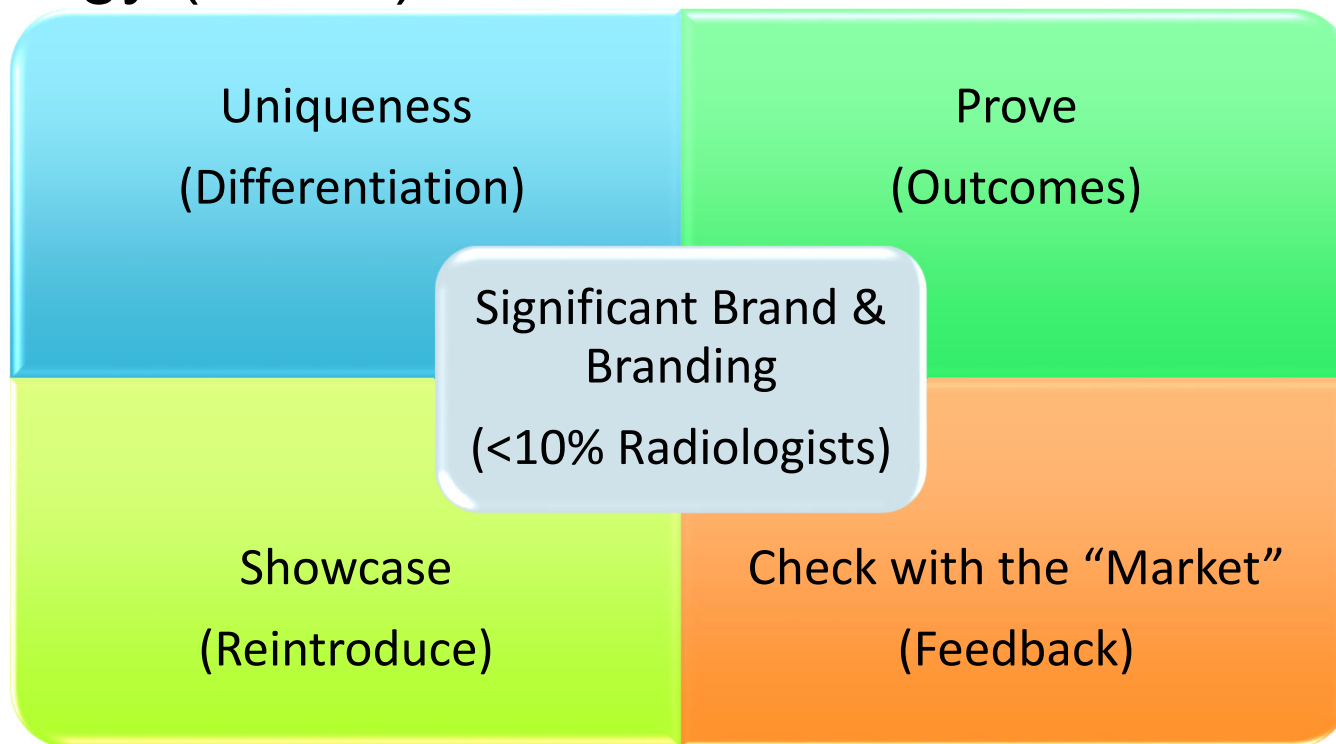 Uniqueness
(Differentiation)
Prove
(Outcomes)
Significant Brand &
Branding
(<10% Radiologists)
Showcase
(Reintroduce)
Check with the “Market”
(Feedback)